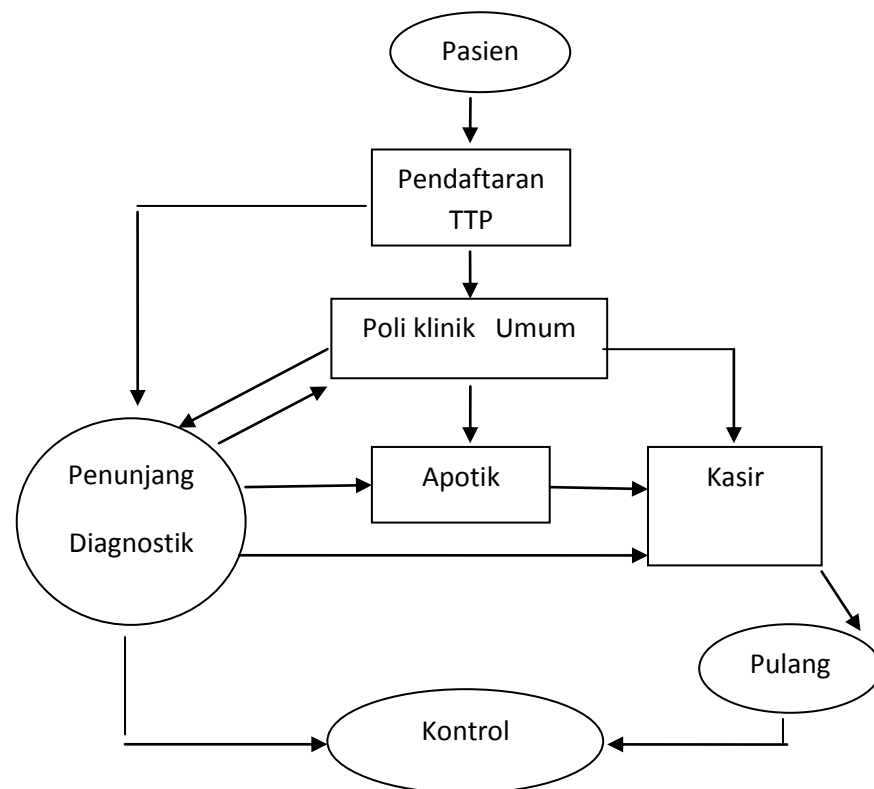 Pasien
Pendaftaran
TTP
Poli klinik   Umum
Penunjang
Diagnostik
Apotik
Kasir
Pulang
Kontrol